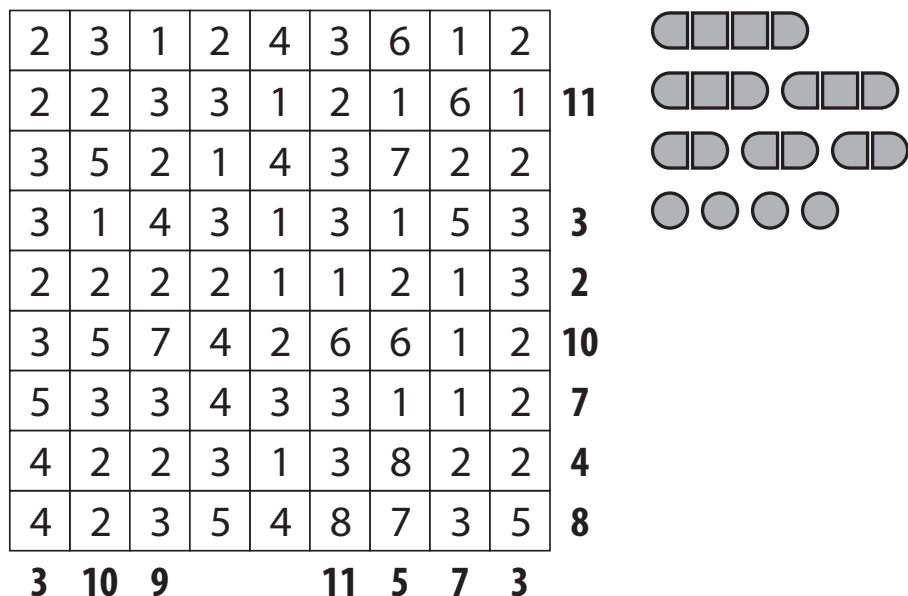 2 3 1 2 4 3 6 1 2
2 2 3 3 1 2 1 6 1 11
3 5 2 1 4 3 7 2 2
3 1 4 3 1 3 1 5 3 3
2 2 2 2 1 1 2 1 3 2
3 5 7 4 2 6 6 1 2 10
5 3 3 4 3 3 1 1 2 7
4 2 2 3 1 3 8 2 2 4
4 2 3 5 4 8 7 3 5 8
3 10 9 11 5 7 3